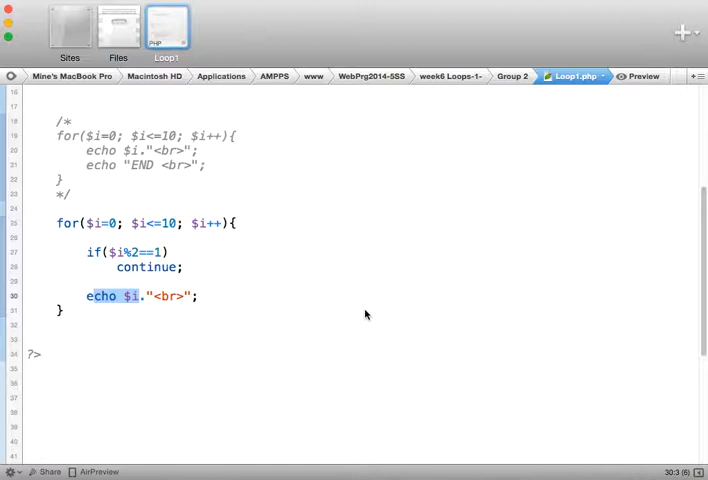 PHP
Sites Files Loop1
Mine's MacBook Pro Macintosh HD Applications AMPPS www WebPrg2014-5SS week6 Loops-1- Group 2 Loop1.php Preview
16
17
18 /*
19 for($i=0; $i<=10; $i++){
20 echo $i."<br>";
21 echo "END <br>";
22 }
23 */
24
25 for($i=0; $i<=10; $i++){
26
27 if($i%2==1)
28 continue;
29
30 echo $i."<br>";
31 }
32
33
34 ?>
35
36
37
38
39
40
41
Share AirPreview 30:3 (6)